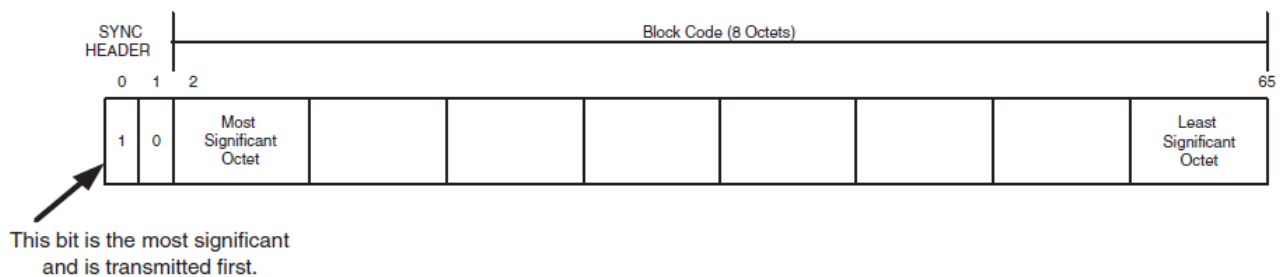 SYNC
HEADER
Block Code (8 Octets)
0 1 2 65
1 0
Most
Significant
Octet
Least
Significant
Octet
This bit is the most significant
and is transmitted first.